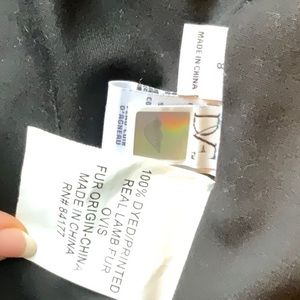 8
MADE IN CHINA
D'AGNEAU
100% DYED/PRINTED
REAL LAMB FUR
OVIS
FUR ORIGIN-CHINA
MADE IN CHINA
RN# 84177